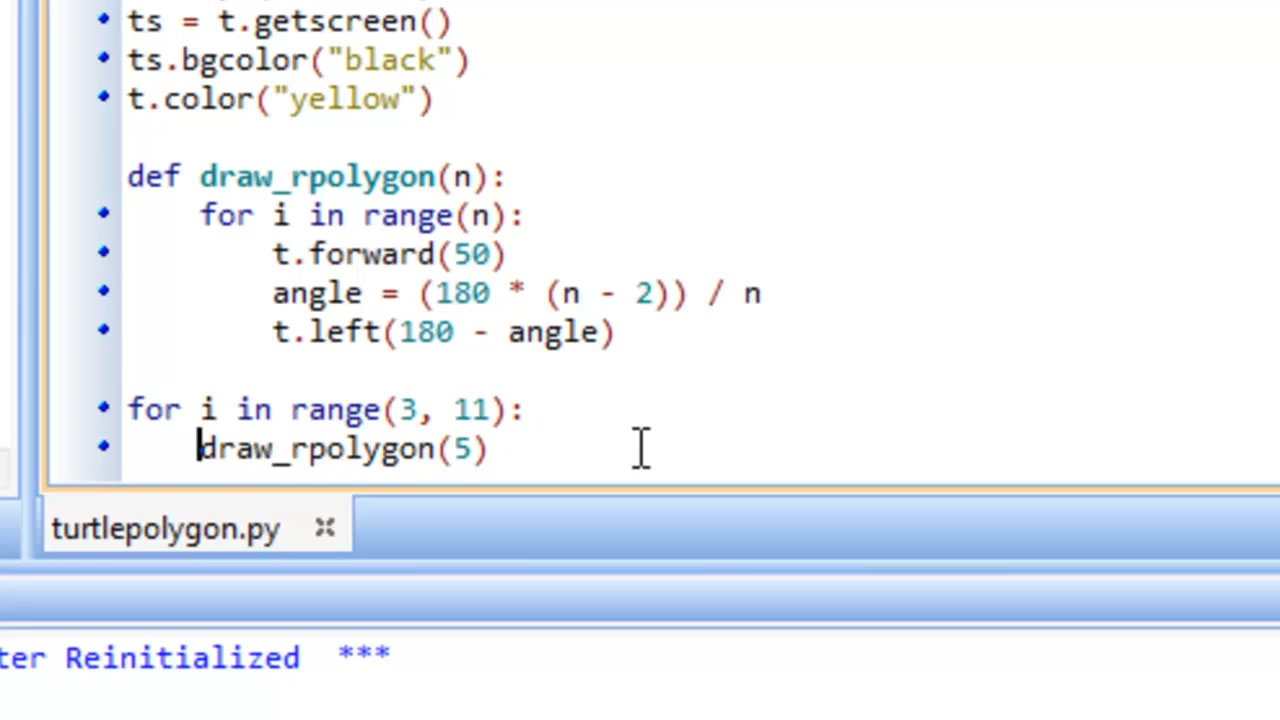 ts = t.getscreen()
ts.bgcolor("black")
t.color("yellow")
def draw_rpolygon(n):
for i in range(n):
t.forward(50)
angle = (180 * (n - 2)) / n
t.left(180 - angle)
for i in range(3, 11):
draw_rpolygon(5)
turtlepolygon.py
ter Reinitialized ***